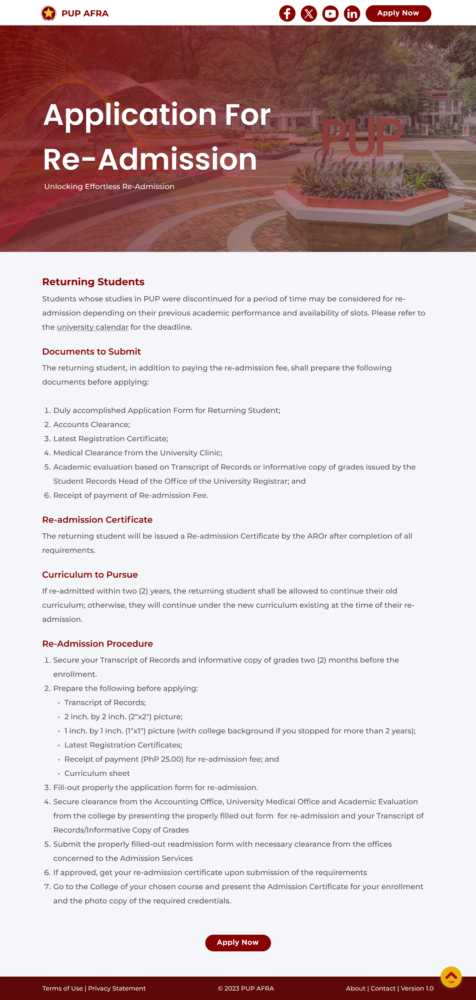 PUP AFRA
Apply Now
Application For
Re-Admission
Unlocking Effortless Re-Admission
PUP
Lagoon
Returning Students
Students whose studies in PUP were discontinued for a period of time may be considered for re-
admission depending on their previous academic performance and availability of slots. Please refer to
the university calendar for the deadline.
Documents to Submit
The returning student, in addition to paying the re-admission fee, shall prepare the following
documents before applying:
1. Duly accomplished Application Form for Returning Student;
2. Accounts Clearance;
3. Latest Registration Certificate;
4. Medical Clearance from the University Clinic;
5. Academic evaluation based on Transcript of Records or informative copy of grades issued by the
Student Records Head of the Office of the University Registrar; and
6. Receipt of payment of Re-admission Fee.
Re-admission Certificate
The returning student will be issued a Re-admission Certificate by the AROr after completion of all
requirements.
Curriculum to Pursue
If re-admitted within two (2) years, the returning student shall be allowed to continue their old
curriculum; otherwise, they will continue under the new curriculum existing at the time of their re-
admission.
Re-Admission Procedure
1. Secure your Transcript of Records and informative copy of grades two (2) months before the
enrollment.
2. Prepare the following before applying:
• Transcript of Records;
• 2 inch. by 2 inch. (2"x2") picture;
• 1 inch. by 1 inch. (1"x1") picture (with college background if you stopped for more than 2 years);
• Latest Registration Certificates;
• Receipt of payment (PhP 25.00) for re-admission fee; and
• Curriculum sheet
3. Fill-out properly the application form for re-admission.
4. Secure clearance from the Accounting Office, University Medical Office and Academic Evaluation
from the college by presenting the properly filled out form  for re-admission and your Transcript of
Records/Informative Copy of Grades
5. Submit the properly filled-out readmission form with necessary clearance from the offices
concerned to the Admission Services
6. If approved, get your re-admission certificate upon submission of the requirements
7. Go to the College of your chosen course and present the Admission Certificate for your enrollment
and the photo copy of the required credentials.
Apply Now
TOP
Terms of Use | Privacy Statement
© 2023 PUP AFRA
About | Contact | Version 1.0